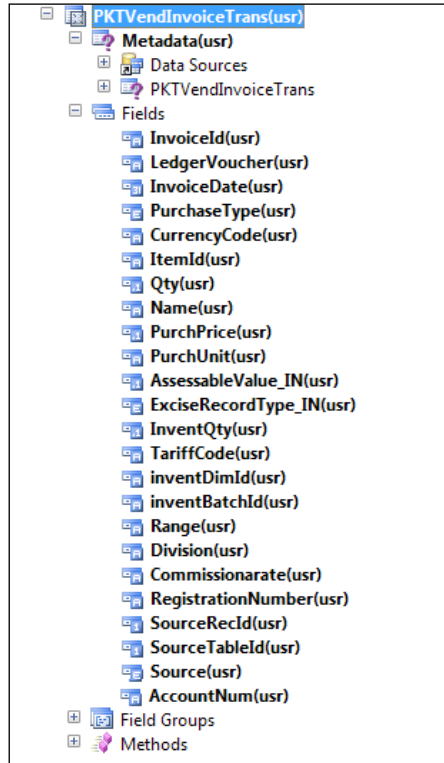 PKTVendInvoiceTrans(usr)
Metadata(usr)
Data Sources
PKTVendInvoiceTrans
Fields
InvoiceId(usr)
LedgerVoucher(usr)
InvoiceDate(usr)
PurchaseType(usr)
CurrencyCode(usr)
ItemId(usr)
Qty(usr)
Name(usr)
PurchPrice(usr)
PurchUnit(usr)
AssessableValue_IN(usr)
ExciseRecordType_IN(usr)
InventQty(usr)
TariffCode(usr)
inventDimId(usr)
inventBatchId(usr)
Range(usr)
Division(usr)
Commissionarate(usr)
RegistrationNumber(usr)
SourceRecId(usr)
SourceTableId(usr)
Source(usr)
AccountNum(usr)
Field Groups
Methods